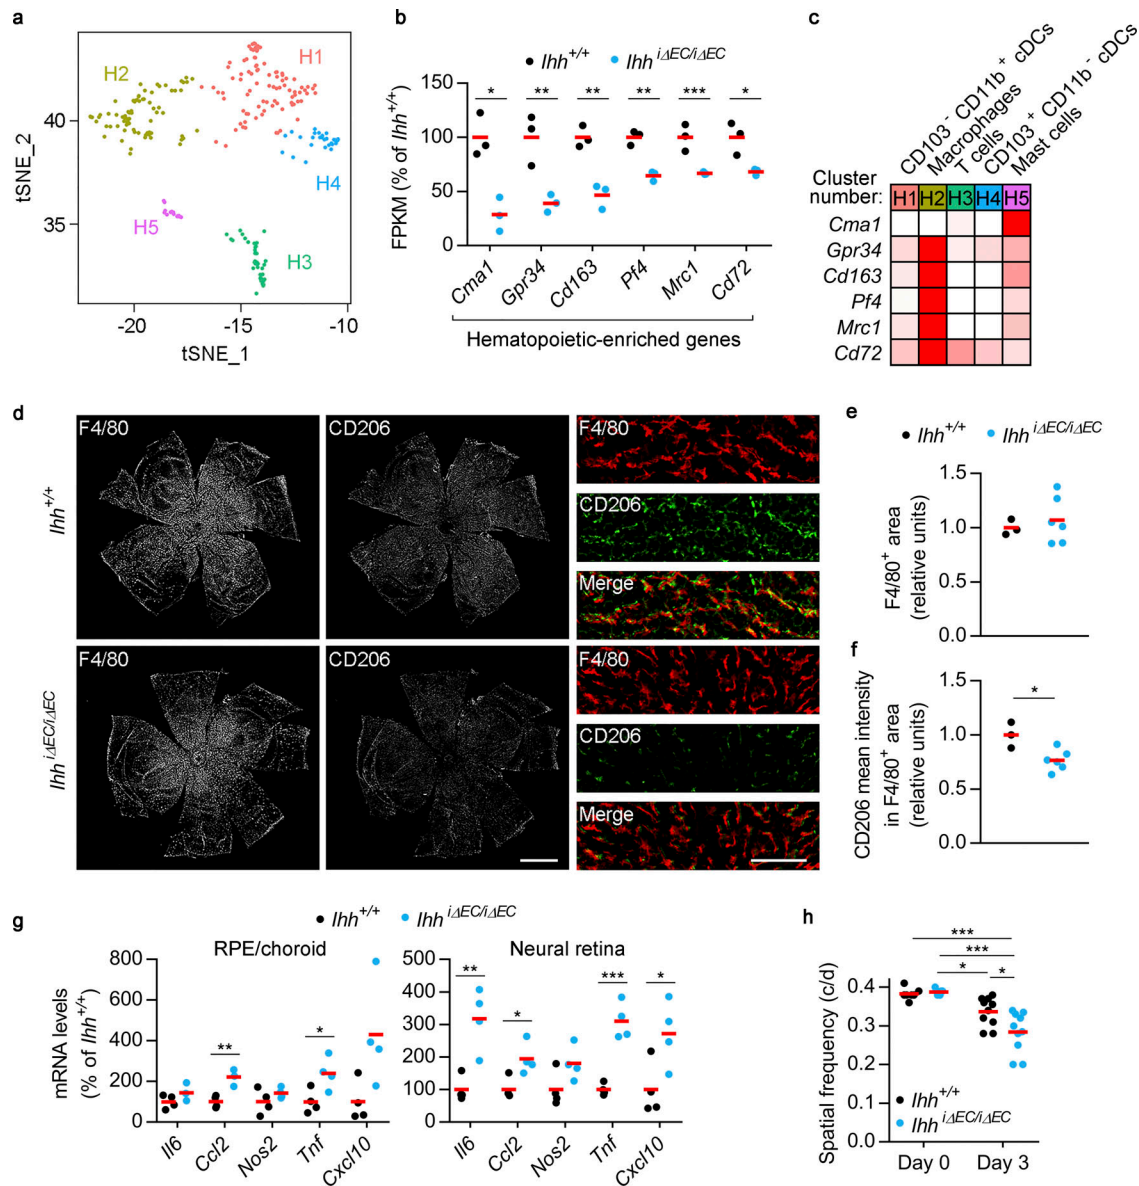 a
H1
H2
H3
H4
H5
40
35
tSNE_2
-20
-15
-10
tSNE_1
b
Ihh+/+
Ihh iΔEC/iΔEC
FPKM (% of Ihh+/+)
150
100
50
0
*
**
**
**
***
*
Cma1
Gpr34
Cd163
Pf4
Mrc1
Cd72
Hematopoietic-enriched genes
c
CD103- CD11b+ cDCs
Macrophages
T cells
CD103+ CD11b- cDCs
Mast cells
Cluster
number:
H1
H2
H3
H4
H5
Cma1
Gpr34
Cd163
Pf4
Mrc1
Cd72
d
Ihh+/+
F4/80
CD206
F4/80
CD206
Merge
Ihh iΔEC/iΔEC
F4/80
CD206
F4/80
CD206
Merge
e
Ihh+/+
Ihh iΔEC/iΔEC
F4/80+ area
(relative units)
1.5
1.0
0.5
0.0
f
CD206 mean intensity
in F4/80+ area
(relative units)
1.5
1.0
0.5
0.0
*
g
Ihh+/+
Ihh iΔEC/iΔEC
RPE/choroid
mRNA levels
(% of Ihh+/+)
800
600
400
200
0
**
*
Il6
Ccl2
Nos2
Tnf
Cxcl10
Neural retina
500
400
300
200
100
0
**
*
***
*
Il6
Ccl2
Nos2
Tnf
Cxcl10
h
Spatial frequency (c/d)
0.4
0.3
0.2
0.0
***
***
*
*
Ihh+/+
Ihh iΔEC/iΔEC
Day 0
Day 3